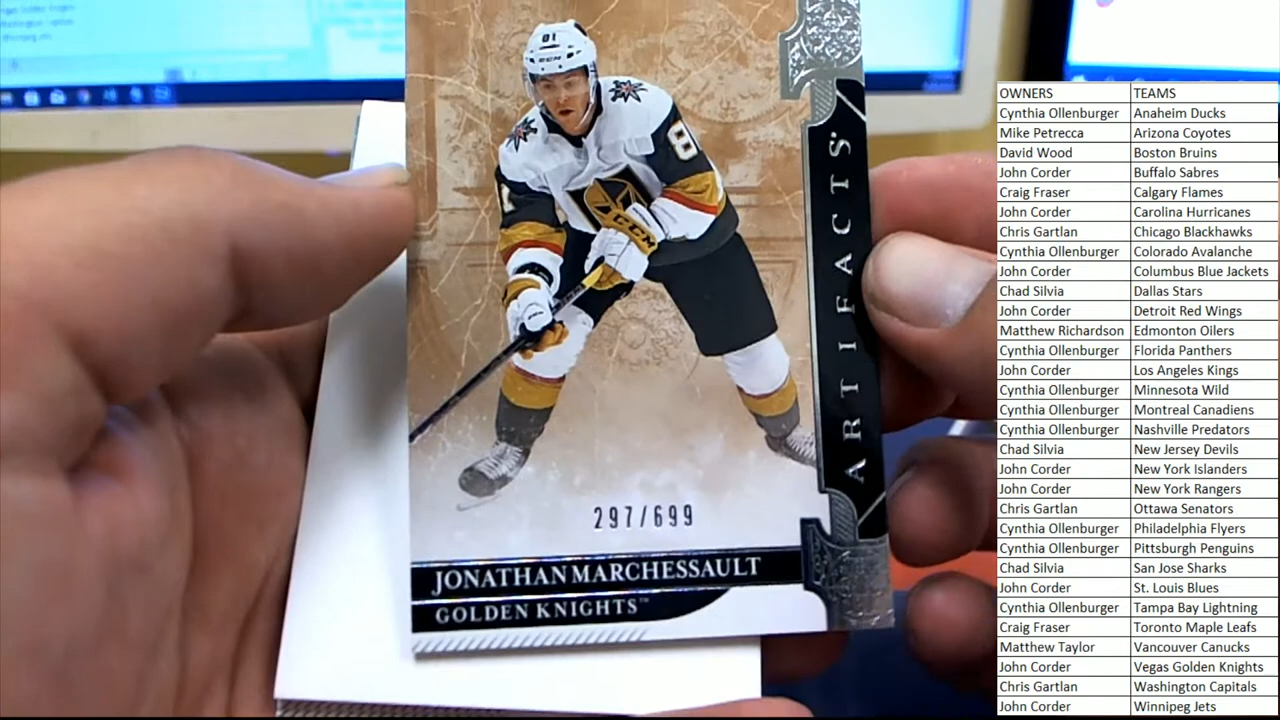 81
CCM
8
1
CCM
ARTIFACTS
297/699
JONATHAN MARCHESSAULT
GOLDEN KNIGHTS™
OWNERS TEAMS
Cynthia Ollenburger Anaheim Ducks
Mike Petrecca Arizona Coyotes
David Wood Boston Bruins
John Corder Buffalo Sabres
Craig Fraser Calgary Flames
John Corder Carolina Hurricanes
Chris Gartlan Chicago Blackhawks
Cynthia Ollenburger Colorado Avalanche
John Corder Columbus Blue Jackets
Chad Silvia Dallas Stars
John Corder Detroit Red Wings
Matthew Richardson Edmonton Oilers
Cynthia Ollenburger Florida Panthers
John Corder Los Angeles Kings
Cynthia Ollenburger Minnesota Wild
Cynthia Ollenburger Montreal Canadiens
Cynthia Ollenburger Nashville Predators
Chad Silvia New Jersey Devils
John Corder New York Islanders
John Corder New York Rangers
Chris Gartlan Ottawa Senators
Cynthia Ollenburger Philadelphia Flyers
Cynthia Ollenburger Pittsburgh Penguins
Chad Silvia San Jose Sharks
John Corder St. Louis Blues
Cynthia Ollenburger Tampa Bay Lightning
Craig Fraser Toronto Maple Leafs
Matthew Taylor Vancouver Canucks
John Corder Vegas Golden Knights
Chris Gartlan Washington Capitals
John Corder Winnipeg Jets